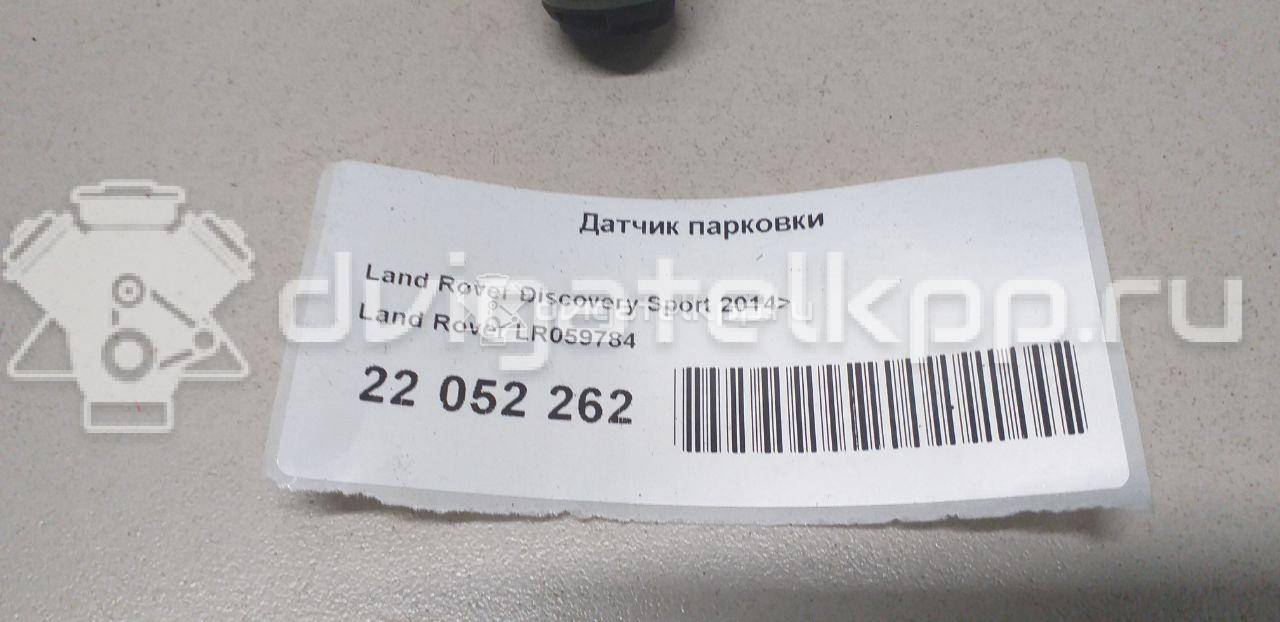 Датчик парковки
Land Rover Discovery Sport 2014>
Land Rover LR059784
22 052 262
dvigatelkpp.ru